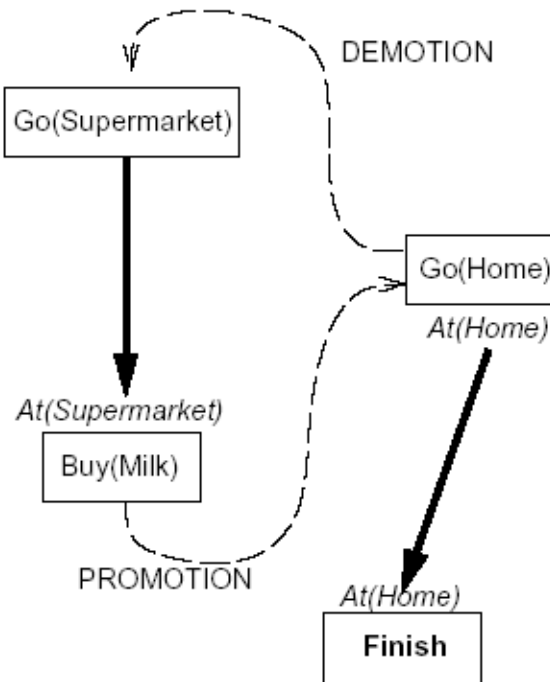 DEMOTION
Go(Supermarket)
Go(Home)
At(Home)
At(Supermarket)
Buy(Milk)
PROMOTION
At(Home)
Finish